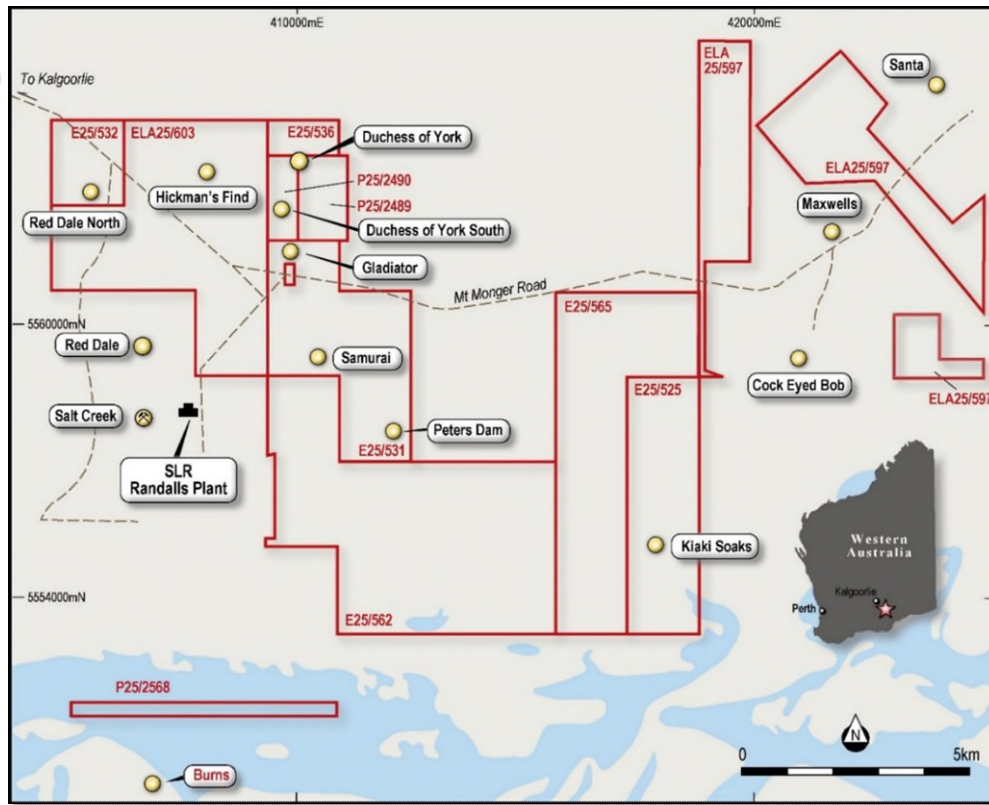 410000mE
420000mE
To Kalgoorlie
ELA
25/597
Santa
E25/532
ELA25/603
E25/536
Duchess of York
P25/2490
ELA25/597
Hickman's Find
P25/2489
Red Dale North
Duchess of York South
Maxwells
Gladiator
Mt Monger Road
E25/565
5560000mN
Red Dale
Samurai
Cock Eyed Bob
E25/525
ELA25/597
Salt Creek
Peters Dam
E25/531
SLR
Randalls Plant
Western
Australia
Kiaki Soaks
Kalgoorlie
5554000mN
Perth
E25/562
P25/2568
N
0
5km
Burns